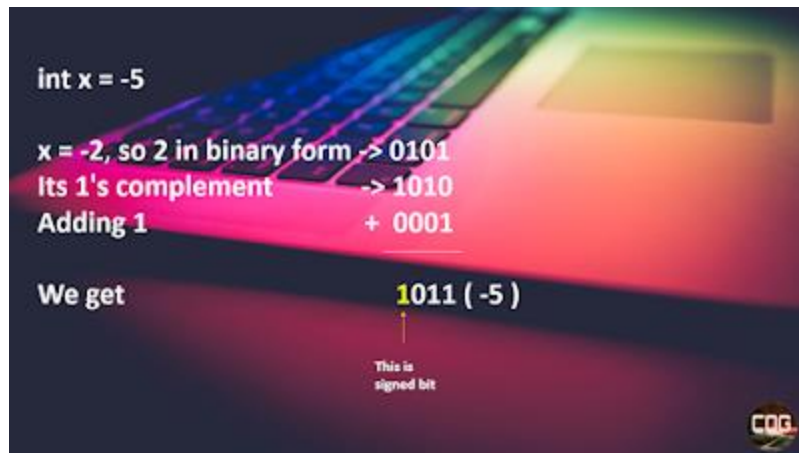 int x = -5
x = -2, so 2 in binary form -> 0101
Its 1's complement -> 1010
Adding 1 + 0001
We get 1011 ( -5 )
This is
signed bit
COG